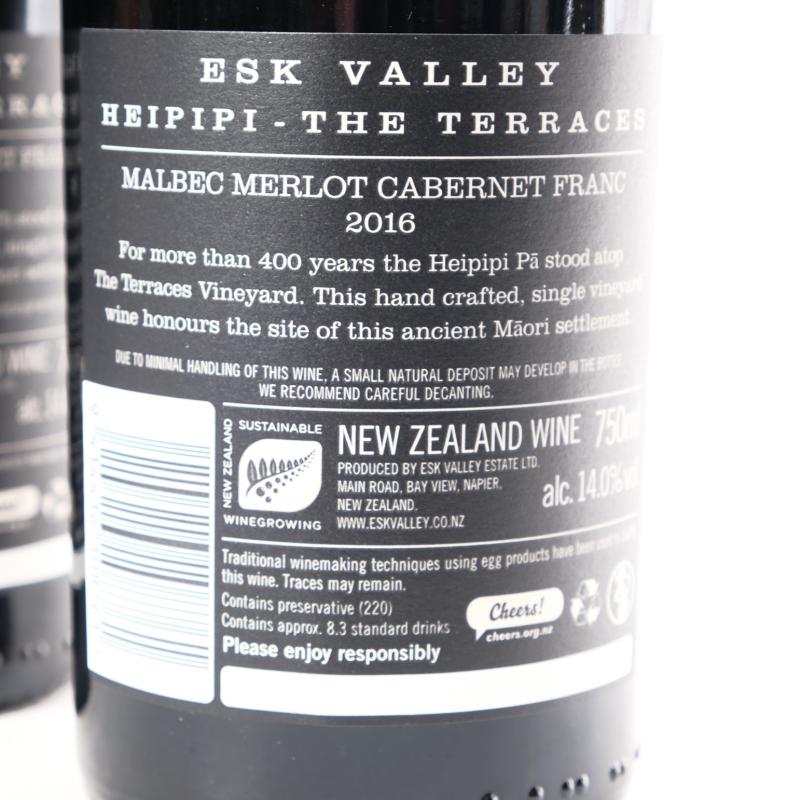 ESK VALLEY
HEIPIPI - THE TERRACES
MALBEC MERLOT CABERNET FRANC
2016
For more than 400 years the Heipipi Pā stood atop
The Terraces Vineyard. This hand crafted, single vineyard
wine honours the site of this ancient Māori settlement.
DUE TO MINIMAL HANDLING OF THIS WINE, A SMALL NATURAL DEPOSIT MAY DEVELOP IN THE BOTTLE.
WE RECOMMEND CAREFUL DECANTING.
NEW ZEALAND
SUSTAINABLE
WINEGROWING
NEW ZEALAND WINE 750ml
PRODUCED BY ESK VALLEY ESTATE LTD.
MAIN ROAD, BAY VIEW, NAPIER,
NEW ZEALAND.
WWW.ESKVALLEY.CO.NZ
alc. 14.0% vol
Traditional winemaking techniques using egg products have been used
this wine. Traces may remain.
Contains preservative (220)
Contains approx. 8.3 standard drinks
Please enjoy responsibly
Cheers!
cheers.org.nz